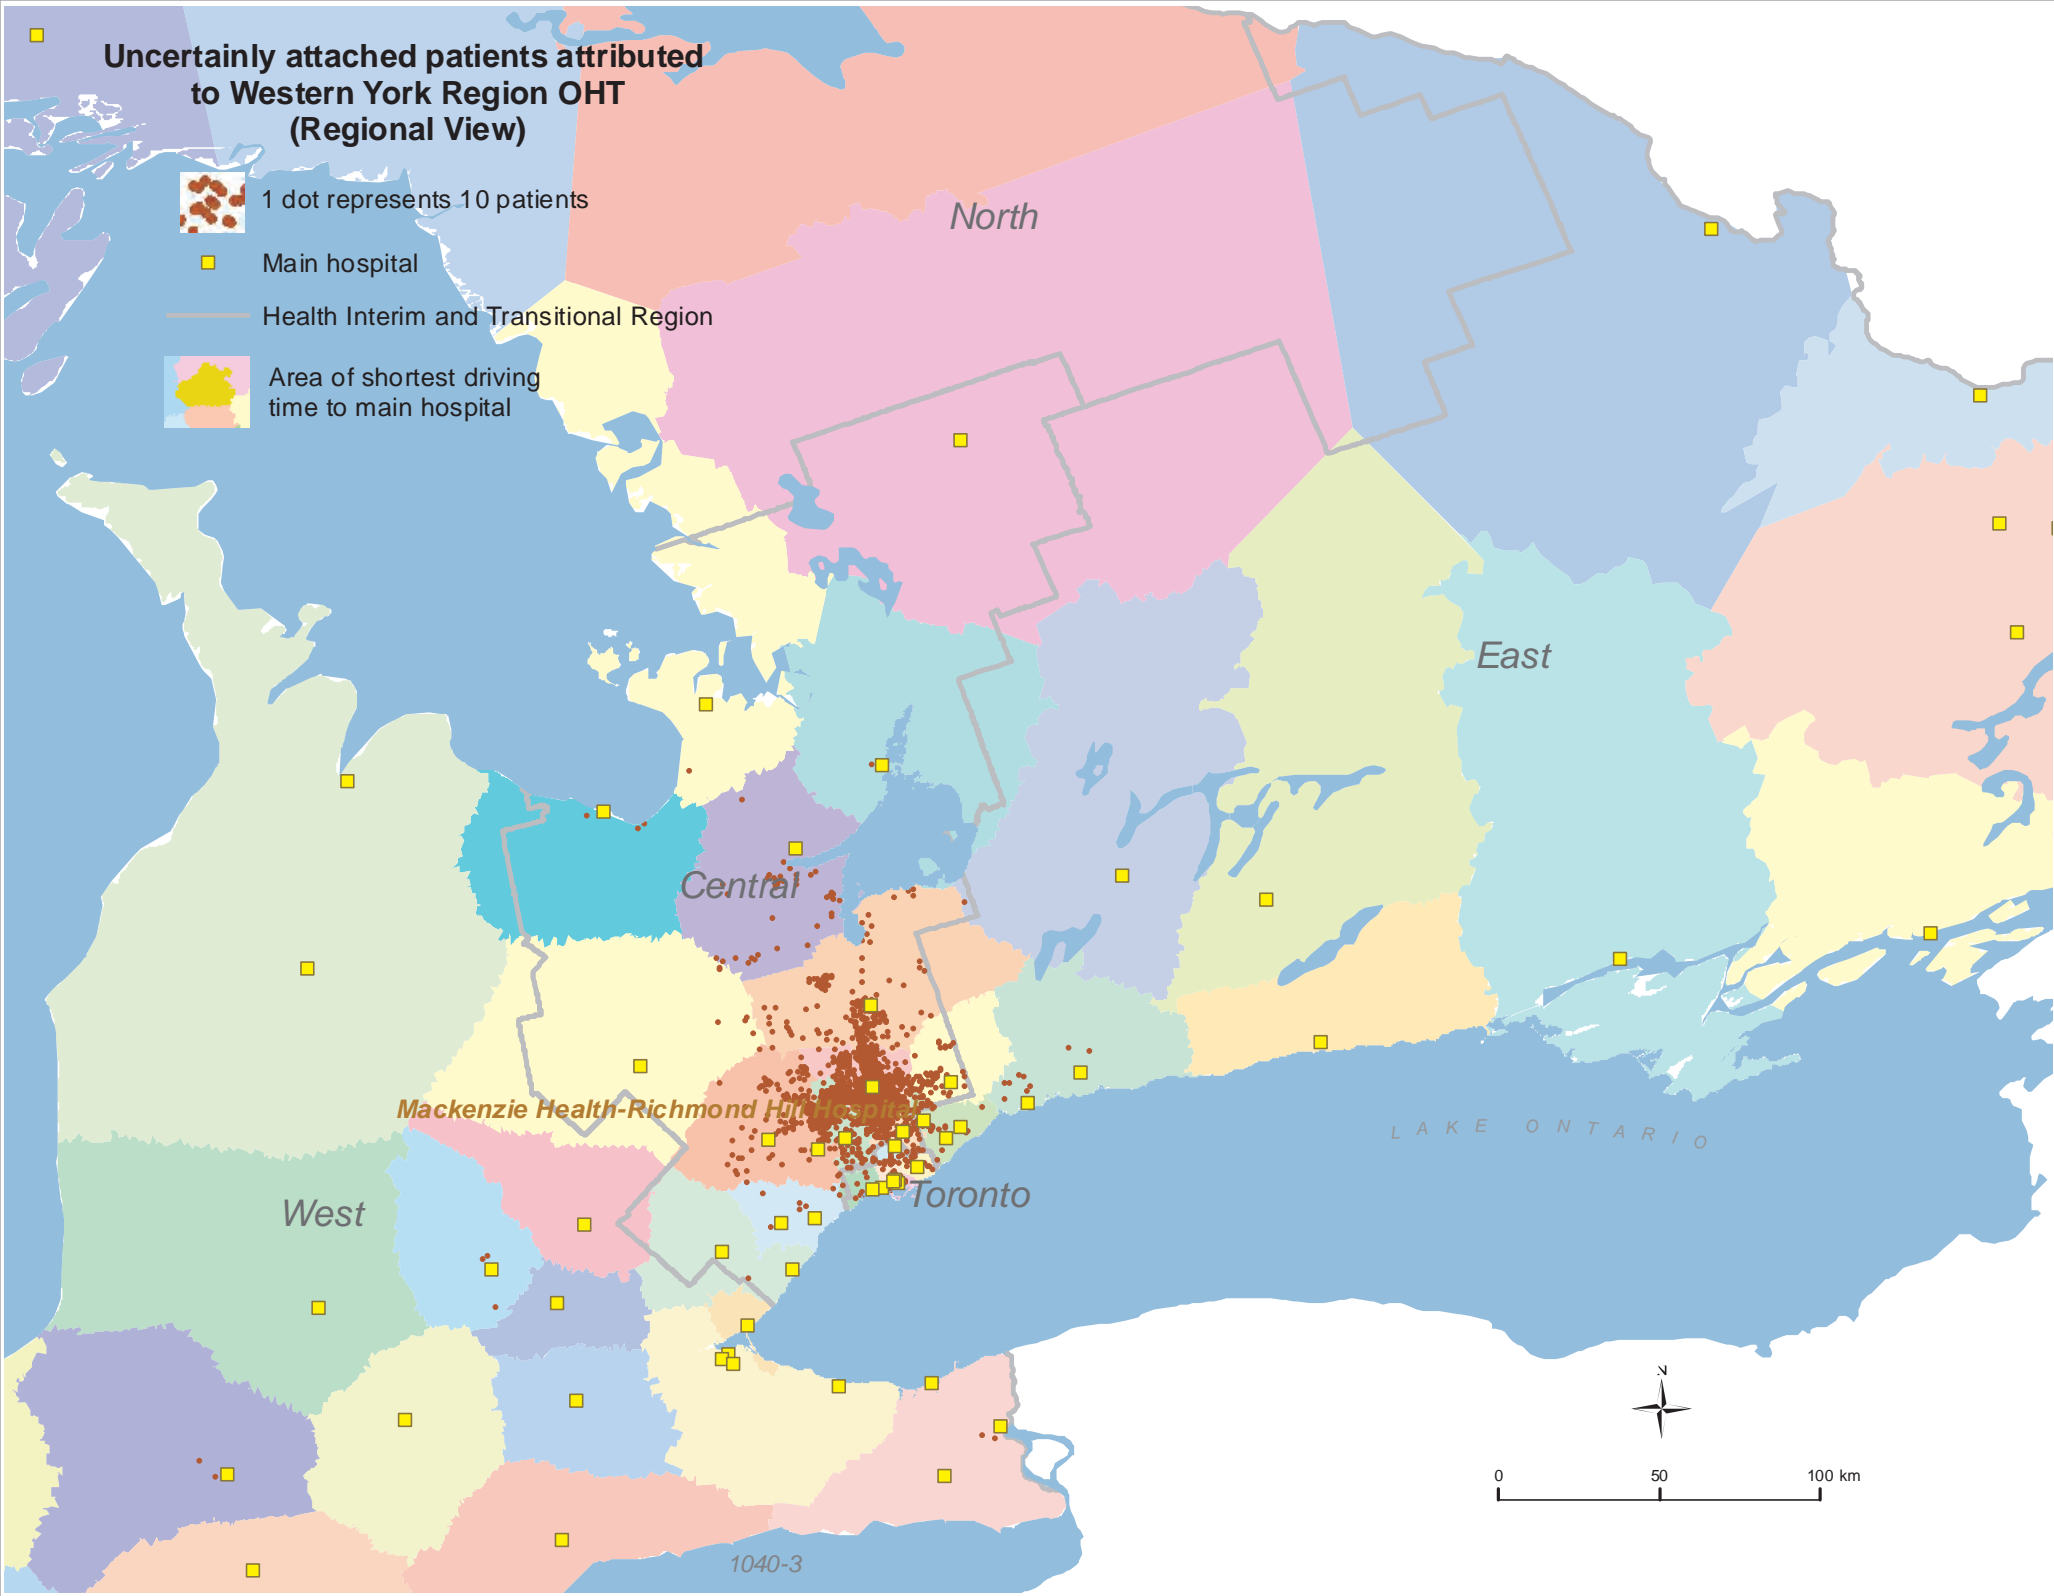 Uncertainly attached patients attributed
to Western York Region OHT
(Regional View)
1 dot represents 10 patients
Main hospital
Health Interim and Transitional Region
Area of shortest driving
time to main hospital
North
East
Central
Mackenzie Health-Richmond Hill Hospital
LAKE ONTARIO
Toronto
West
N
0 50 100 km
1040-3